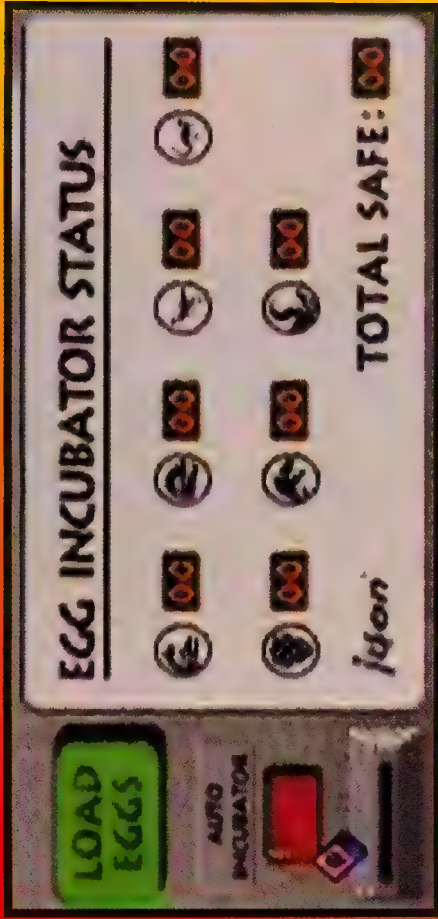 EGG INCUBATOR STATUS
00 00 00 00
00 00 00
TOTAL SAFE: 00
LOAD
EGGS
AUTO
INCUBATOR